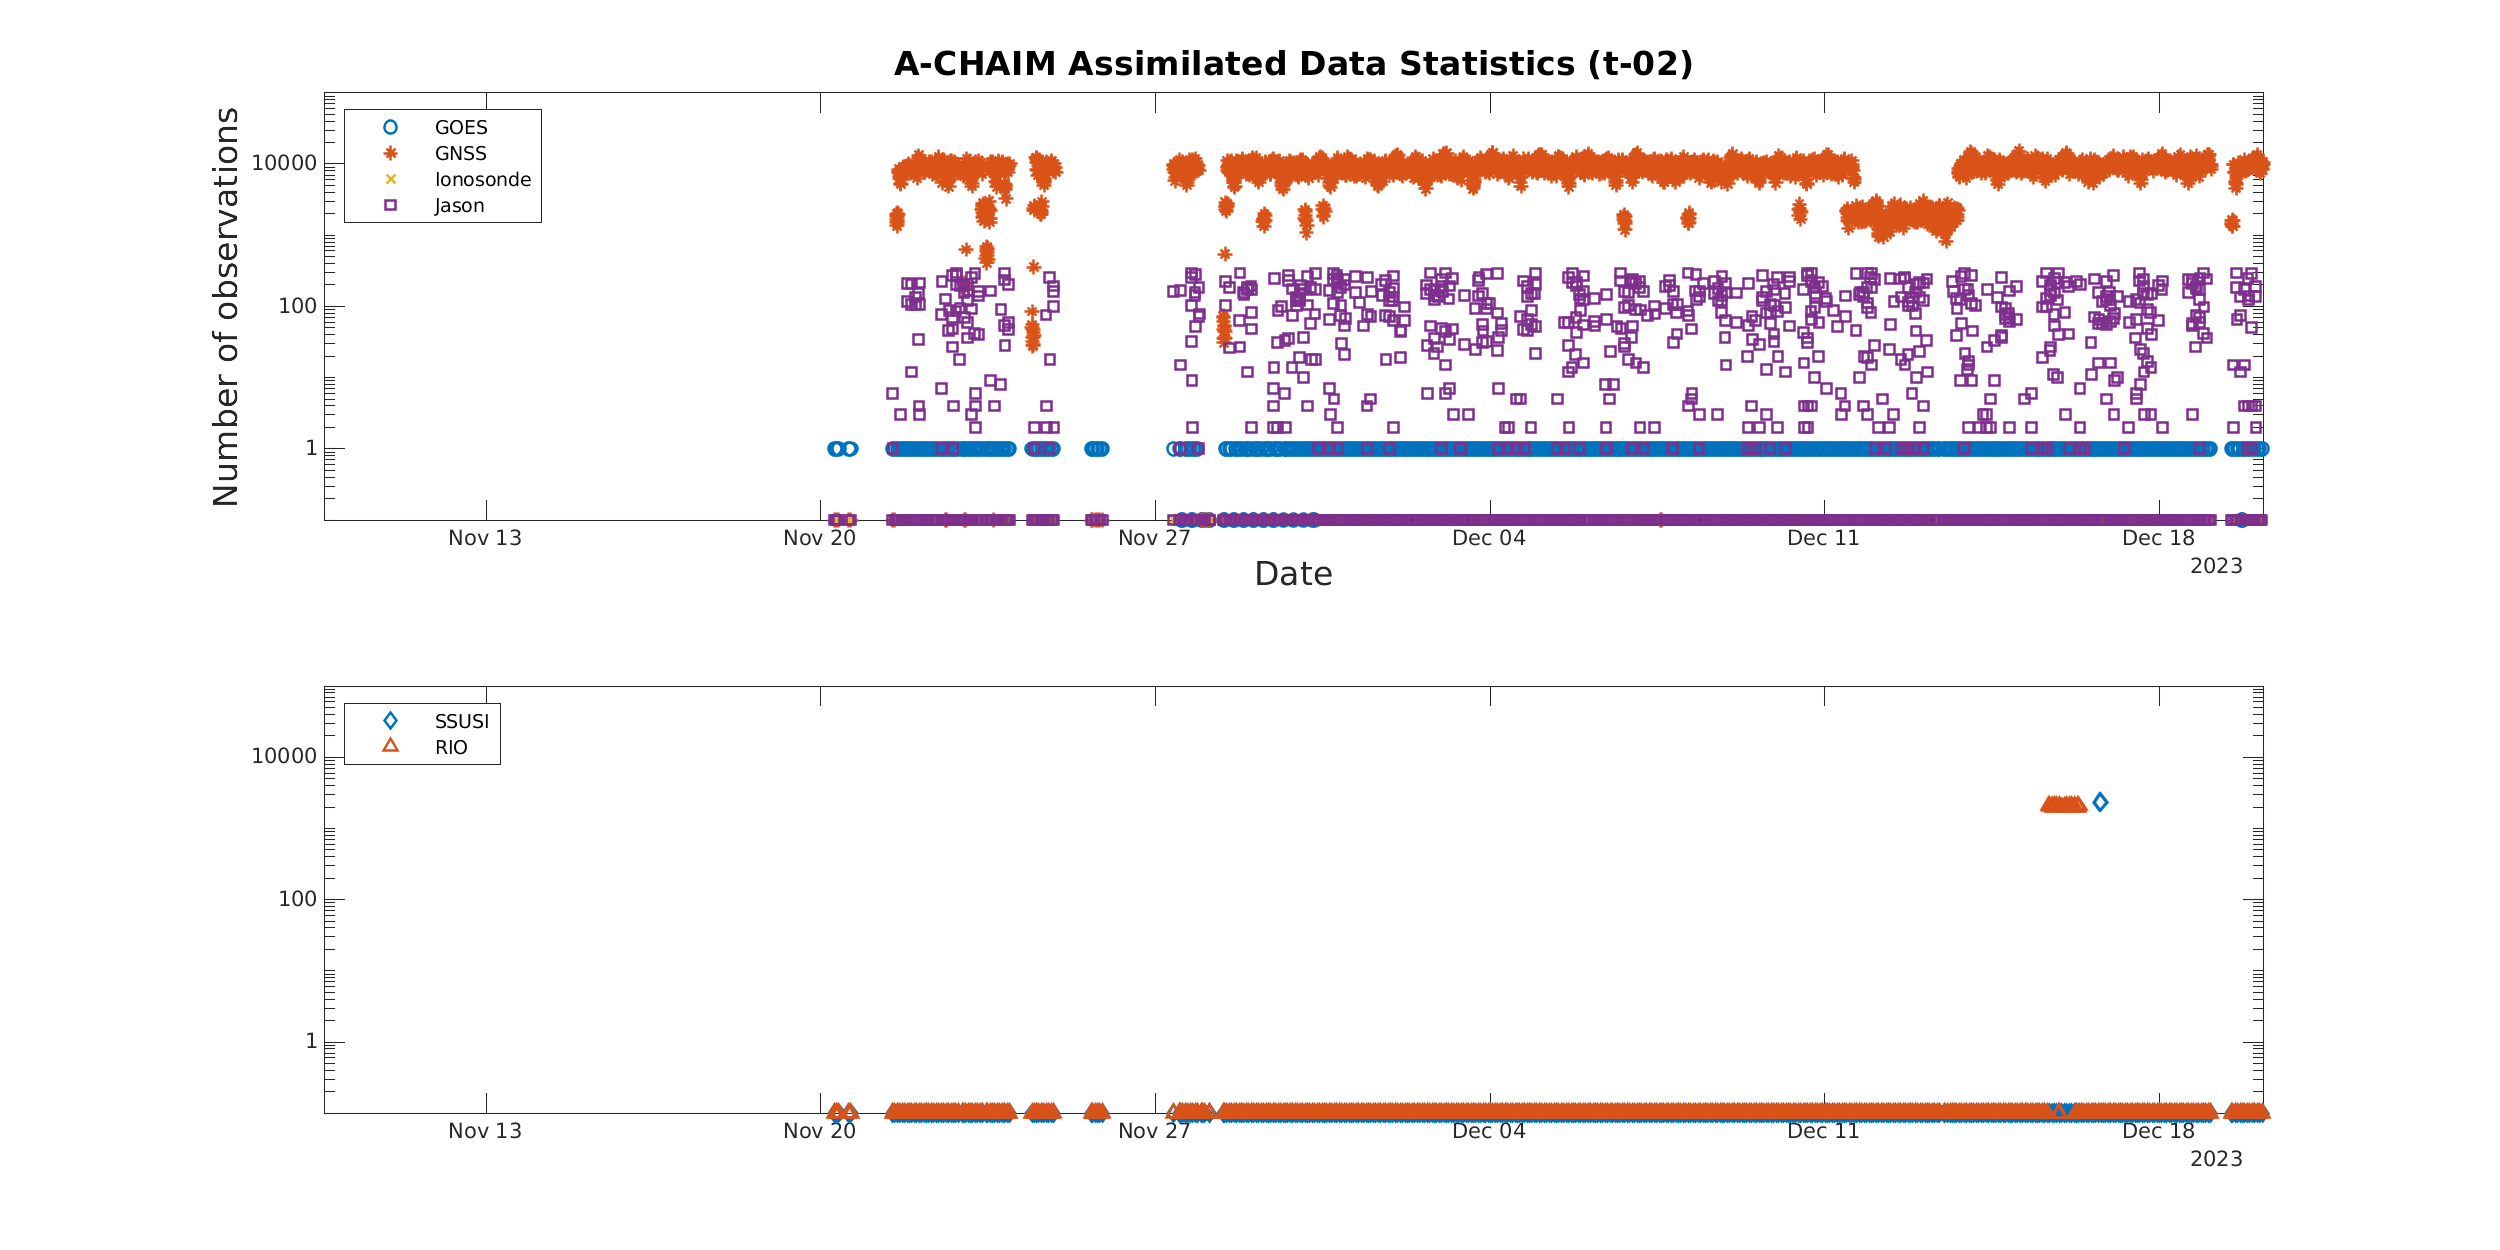 A-CHAIM Assimilated Data Statistics (t-02)
Number of observations
10000
100
1
GOES
GNSS
Ionosonde
Jason
Nov 13
Nov 20
Nov 27
Dec 04
Dec 11
Dec 18
2023
Date
10000
100
1
SSUSI
RIO
Nov 13
Nov 20
Nov 27
Dec 04
Dec 11
Dec 18
2023